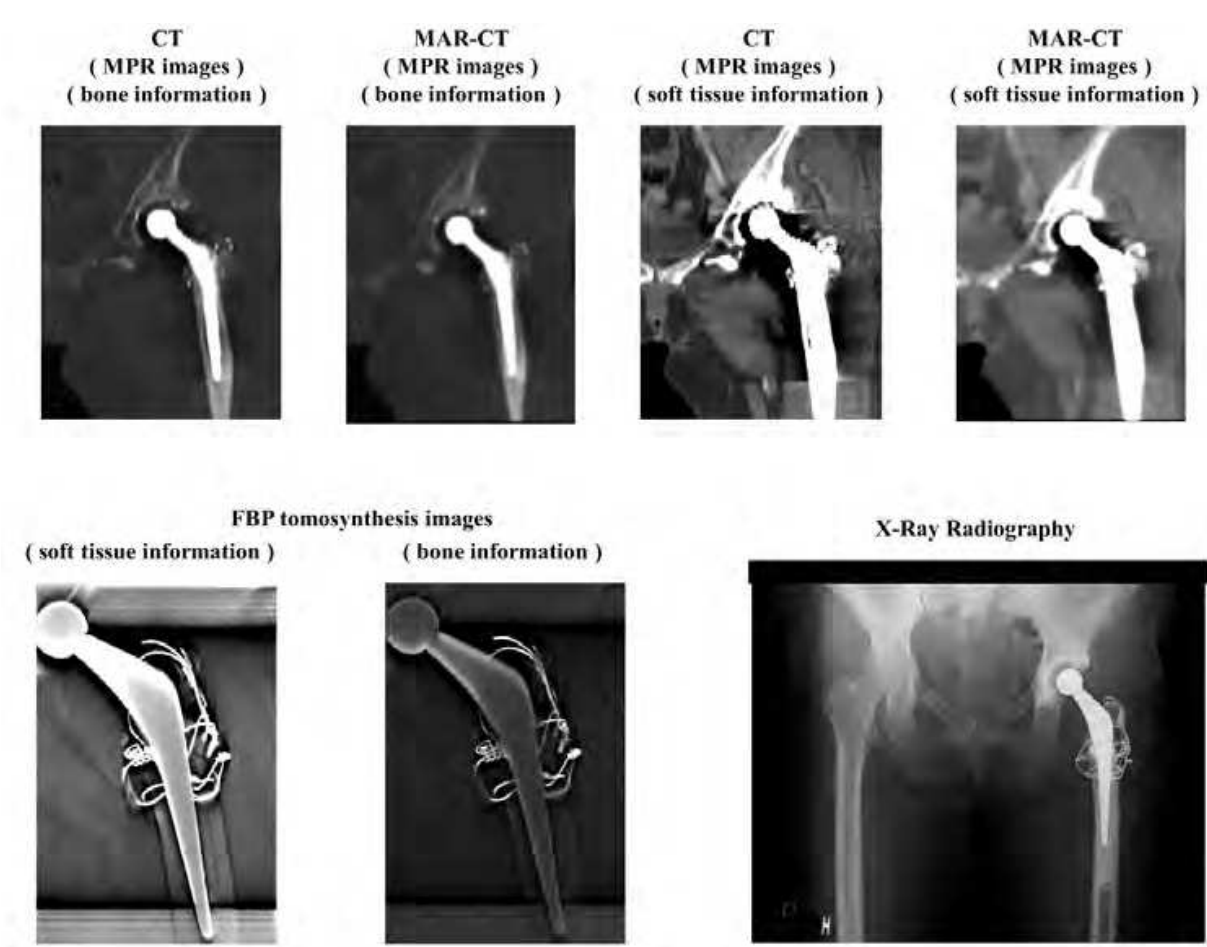 CT
( MPR images )
( bone information )
MAR-CT
( MPR images )
( bone information )
CT
( MPR images )
( soft tissue information )
MAR-CT
( MPR images )
( soft tissue information )
FBP tomosynthesis images
( soft tissue information )
( bone information )
X-Ray Radiography